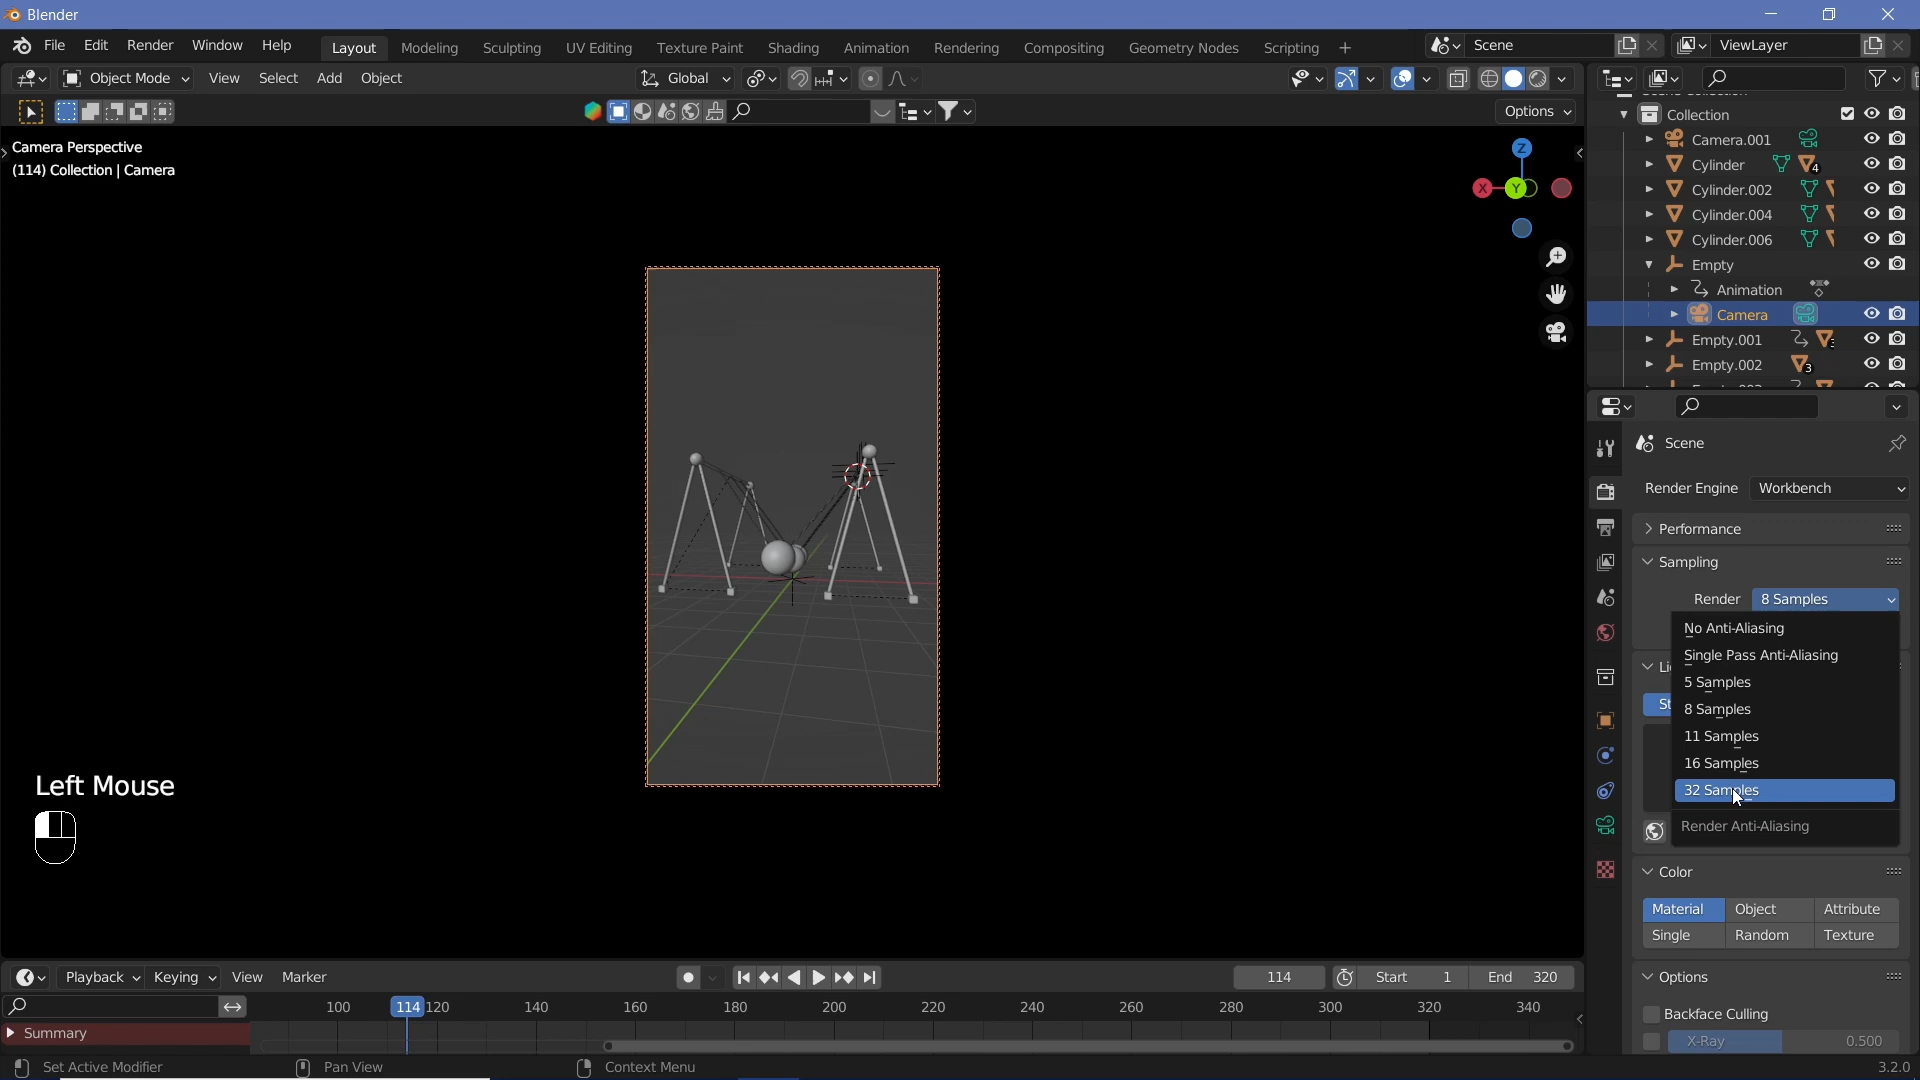 Blender
File Edit Render Window Help Layout Modeling Sculpting UV Editing Texture Paint Shading Animation Rendering Compositing Geometry Nodes Scripting + Scene ViewLayer
Object Mode View Select Add Object Global
Options
Camera Perspective
(114) Collection | Camera
Z
X Y
Collection
Camera.001
Cylinder 4
Cylinder.002
Cylinder.004
Cylinder.006
Empty
Animation
Camera
Empty.001
Empty.002 3
Scene
Render Engine Workbench
Performance
Sampling
Render 8 Samples
No Anti-Aliasing
Single Pass Anti-Aliasing
5 Samples
8 Samples
11 Samples
16 Samples
32 Samples
Render Anti-Aliasing
Color
Material Object Attribute
Single Random Texture
Options
Backface Culling
X-Ray 0.500
Left Mouse
Playback Keying View Marker 114 Start 1 End 320
100 114 120 140 160 180 200 220 240 260 280 300 320 340
Summary
Set Active Modifier Pan View Context Menu 3.2.0